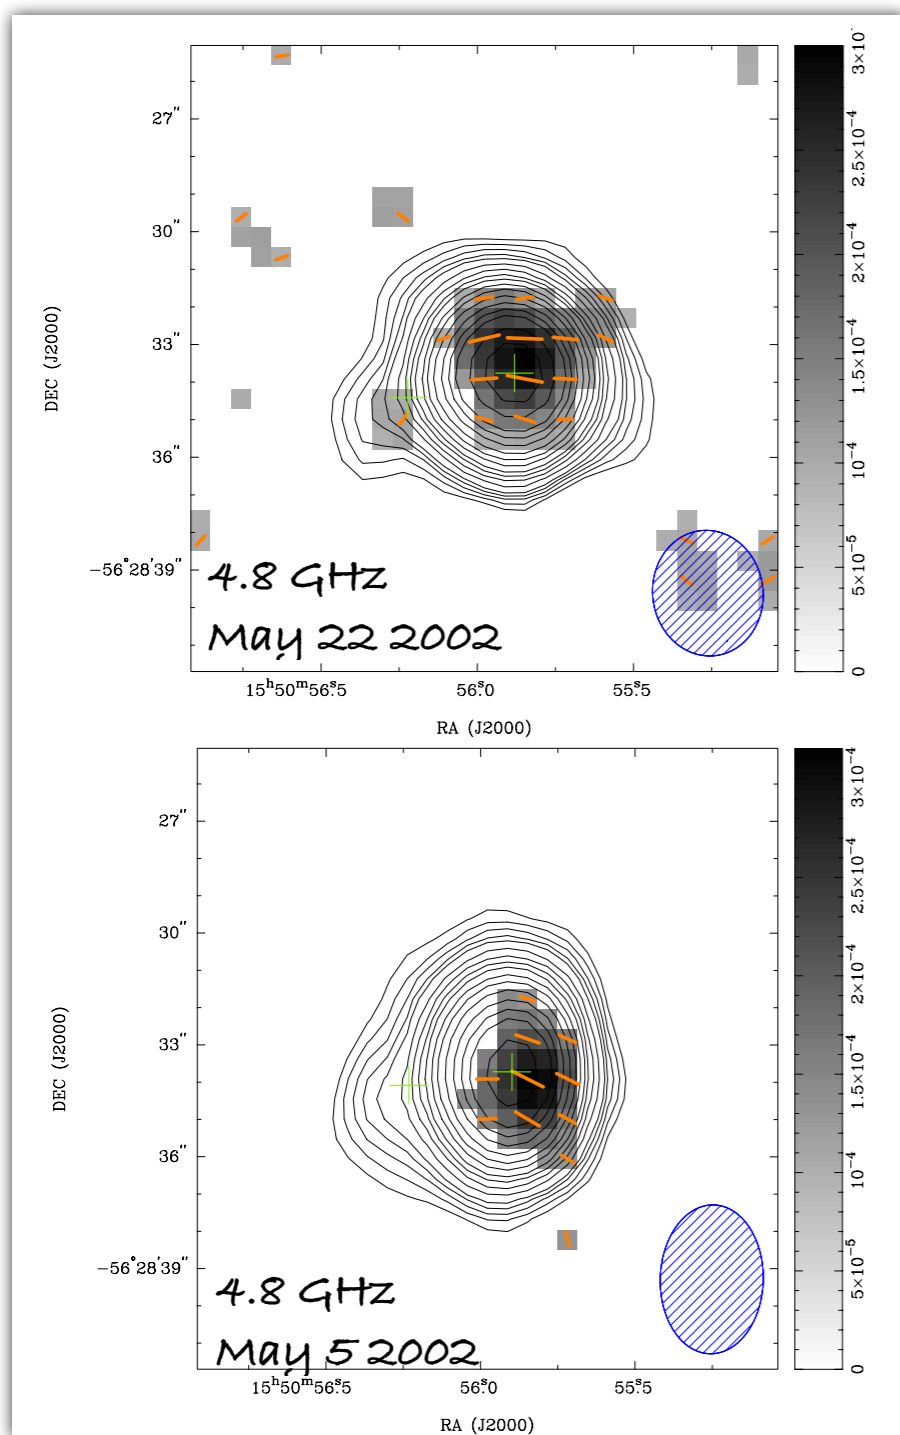 27″
30″
33″
36″
−56°28′39″
DEC (J2000)
4.8 GHz
May 22 2002
15ʰ50ᵐ56ˢ.5
56ˢ.0
55ˢ.5
RA (J2000)
0
5×10⁻⁵
10⁻⁴
1.5×10⁻⁴
2×10⁻⁴
2.5×10⁻⁴
3×10⁻
27″
30″
33″
36″
−56°28′39″
DEC (J2000)
4.8 GHz
May 5 2002
15ʰ50ᵐ56ˢ.5
56ˢ.0
55ˢ.5
RA (J2000)
0
5×10⁻⁵
10⁻⁴
1.5×10⁻⁴
2×10⁻⁴
2.5×10⁻⁴
3×10⁻⁴